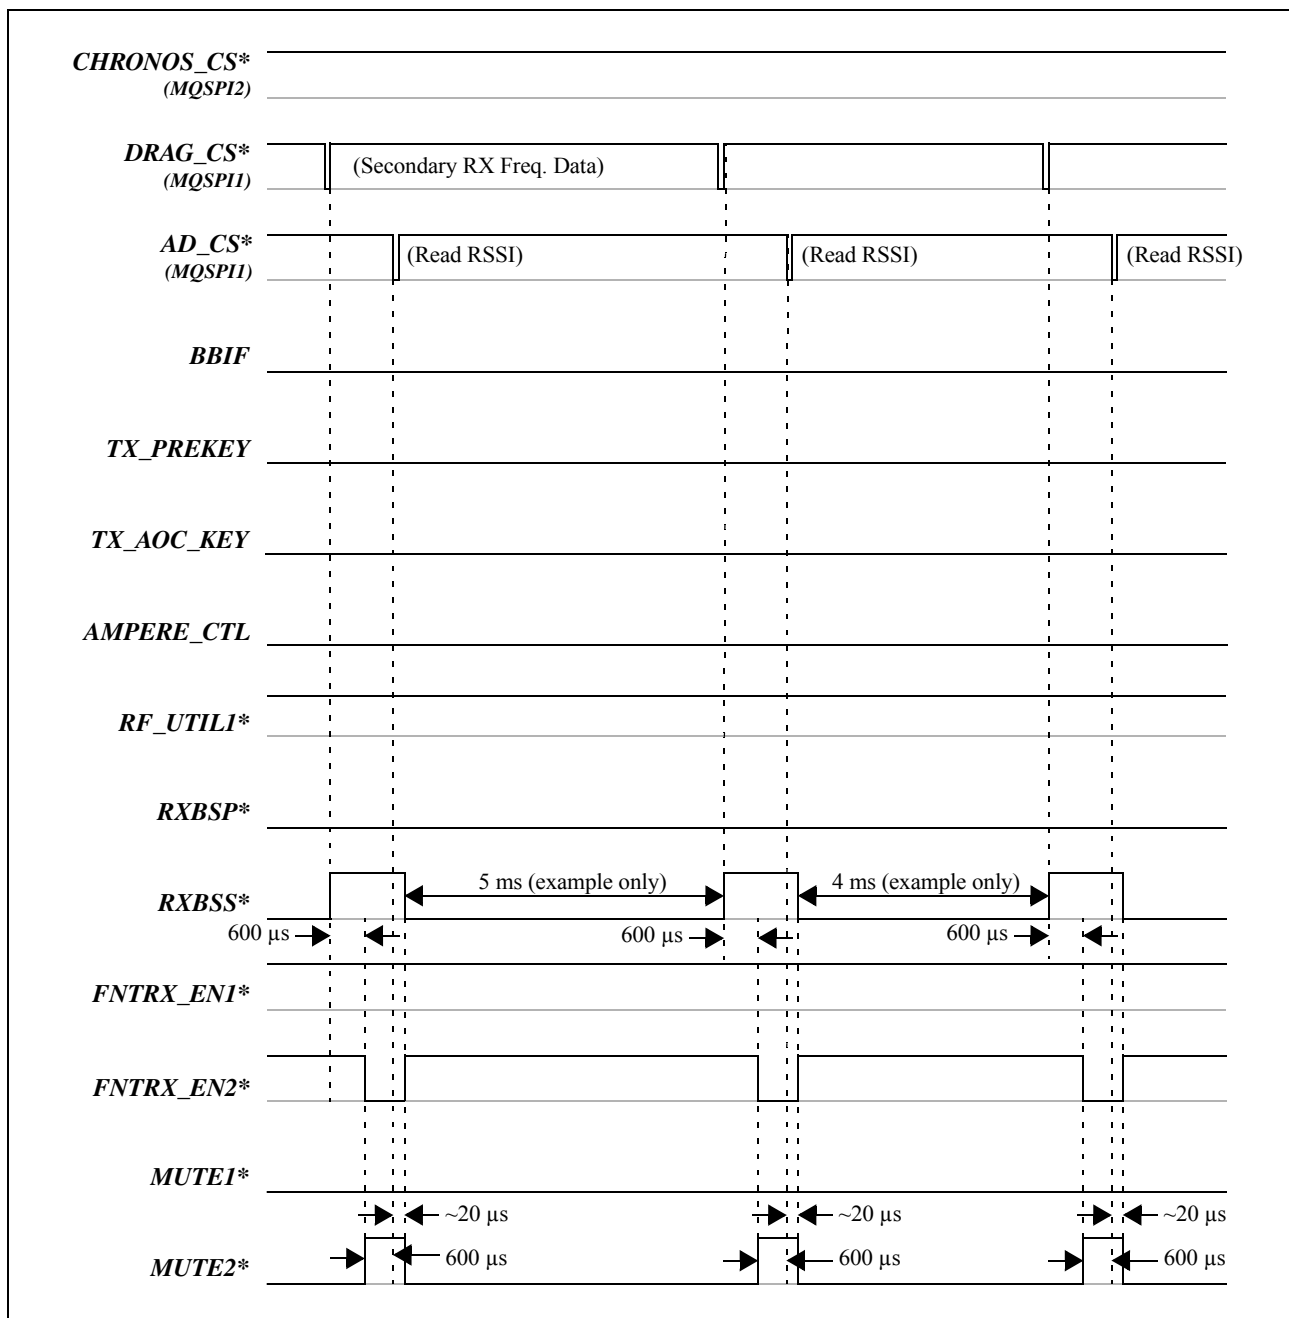 CHRONOS_CS*
(MQSPI2)
DRAG_CS*
(MQSPI1)
(Secondary RX Freq. Data)
AD_CS*
(MQSPI1)
(Read RSSI) (Read RSSI) (Read RSSI)
BBIF
TX_PREKEY
TX_AOC_KEY
AMPERE_CTL
RF_UTIL1*
RXBSP*
RXBSS*
5 ms (example only) 4 ms (example only)
600 µs 600 µs 600 µs
FNTRX_EN1*
FNTRX_EN2*
MUTE1*
~20 µs ~20 µs ~20 µs
MUTE2*
600 µs 600 µs 600 µs